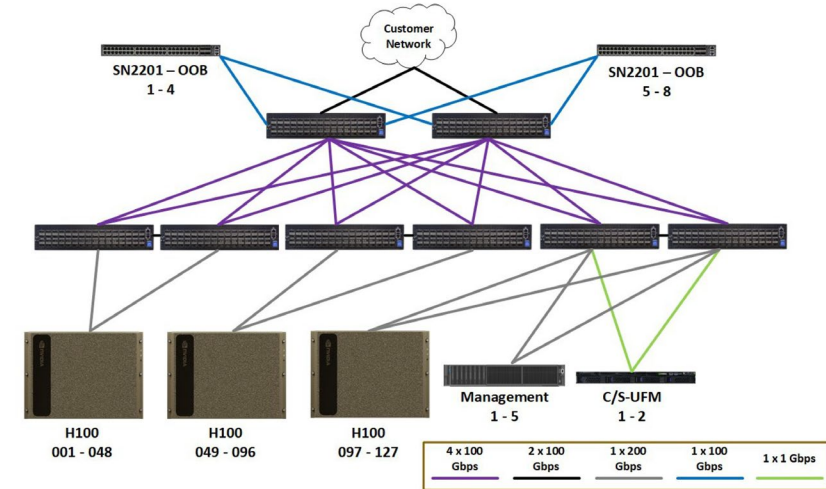 Customer
Network
SN2201 – OOB
1 - 4
SN2201 – OOB
5 - 8
H100
001 - 048
H100
049 - 096
H100
097 - 127
Management
1 - 5
C/S-UFM
1 - 2
4 x 100
Gbps
2 x 100
Gbps
1 x 200
Gbps
1 x 100
Gbps
1 x 1 Gbps